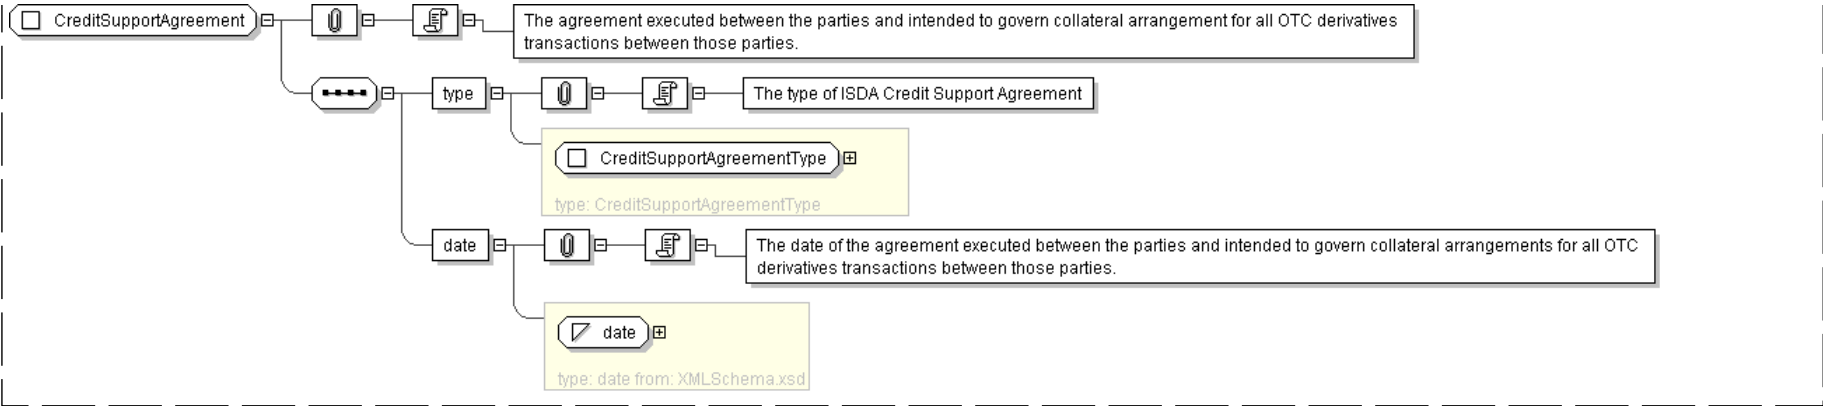 CreditSupportAgreement
The agreement executed between the parties and intended to govern collateral arrangement for all OTC derivatives
transactions between those parties.
type
The type of ISDA Credit Support Agreement
CreditSupportAgreementType
type: CreditSupportAgreementType
date
The date of the agreement executed between the parties and intended to govern collateral arrangements for all OTC
derivatives transactions between those parties.
date
type: date from: XMLSchema.xsd